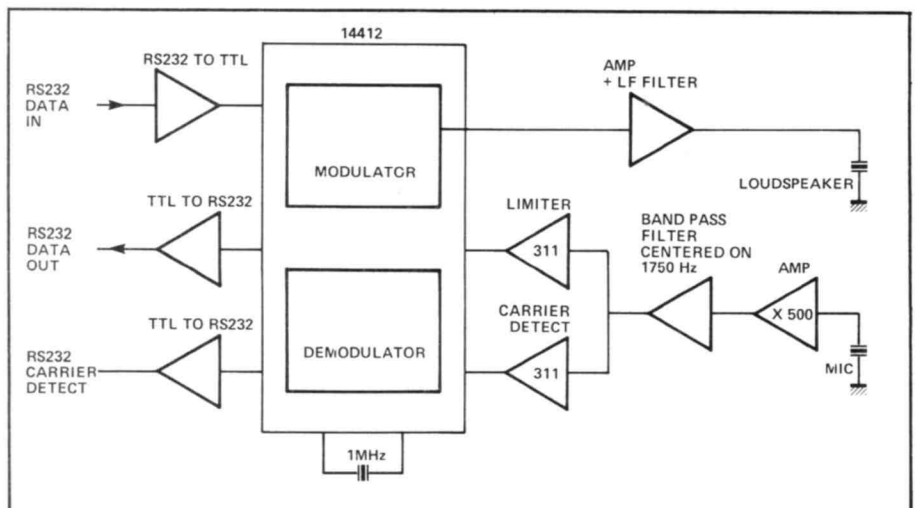 14412
RS232 TO TTL
RS232
DATA
IN
MODULATOR
AMP
+ LF FILTER
LOUDSPEAKER
TTL TO RS232
RS232
DATA
OUT
LIMITER
311
BAND PASS
FILTER
CENTERED ON
1750 Hz
AMP
X 500
MIC
TTL TO RS232
RS232
CARRIER
DETECT
DEMODULATOR
CARRIER
DETECT
311
1MHz